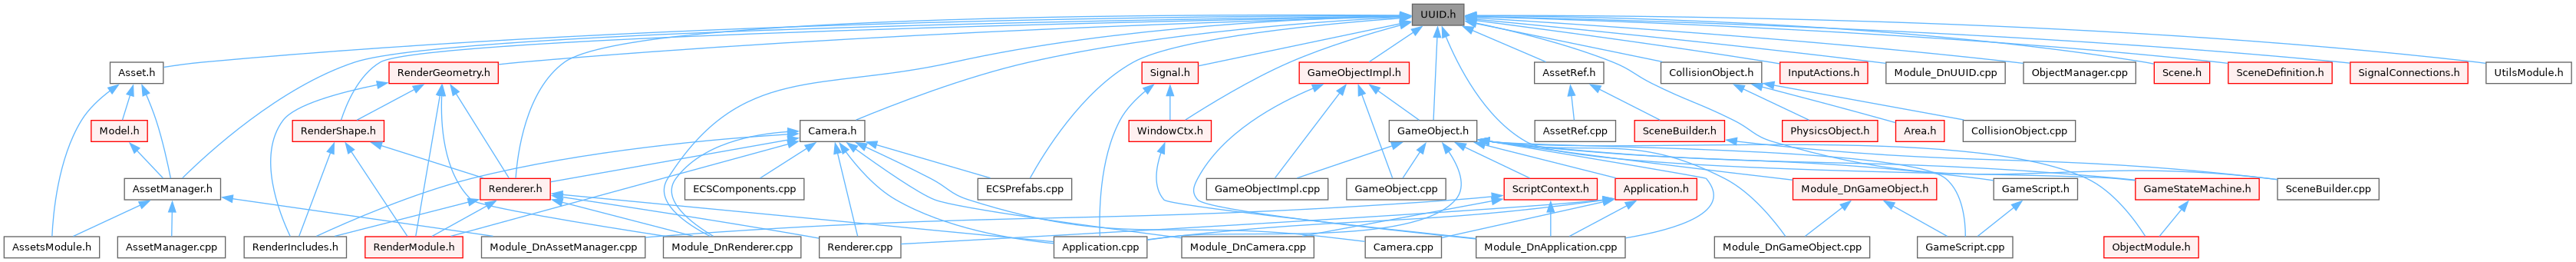 UUID.h
Asset.h
RenderGeometry.h
Signal.h
GameObjectImpl.h
AssetRef.h
CollisionObject.h
InputActions.h
Module_DnUUID.cpp
ObjectManager.cpp
Scene.h
SceneDefinition.h
SignalConnections.h
UtilsModule.h
Model.h
RenderShape.h
Camera.h
WindowCtx.h
GameObject.h
AssetRef.cpp
SceneBuilder.h
PhysicsObject.h
Area.h
CollisionObject.cpp
AssetManager.h
Renderer.h
ECSComponents.cpp
ECSPrefabs.cpp
GameObjectImpl.cpp
GameObject.cpp
ScriptContext.h
Application.h
Module_DnGameObject.h
GameScript.h
GameStateMachine.h
SceneBuilder.cpp
AssetsModule.h
AssetManager.cpp
RenderIncludes.h
RenderModule.h
Module_DnAssetManager.cpp
Module_DnRenderer.cpp
Renderer.cpp
Application.cpp
Module_DnCamera.cpp
Camera.cpp
Module_DnApplication.cpp
Module_DnGameObject.cpp
GameScript.cpp
ObjectModule.h